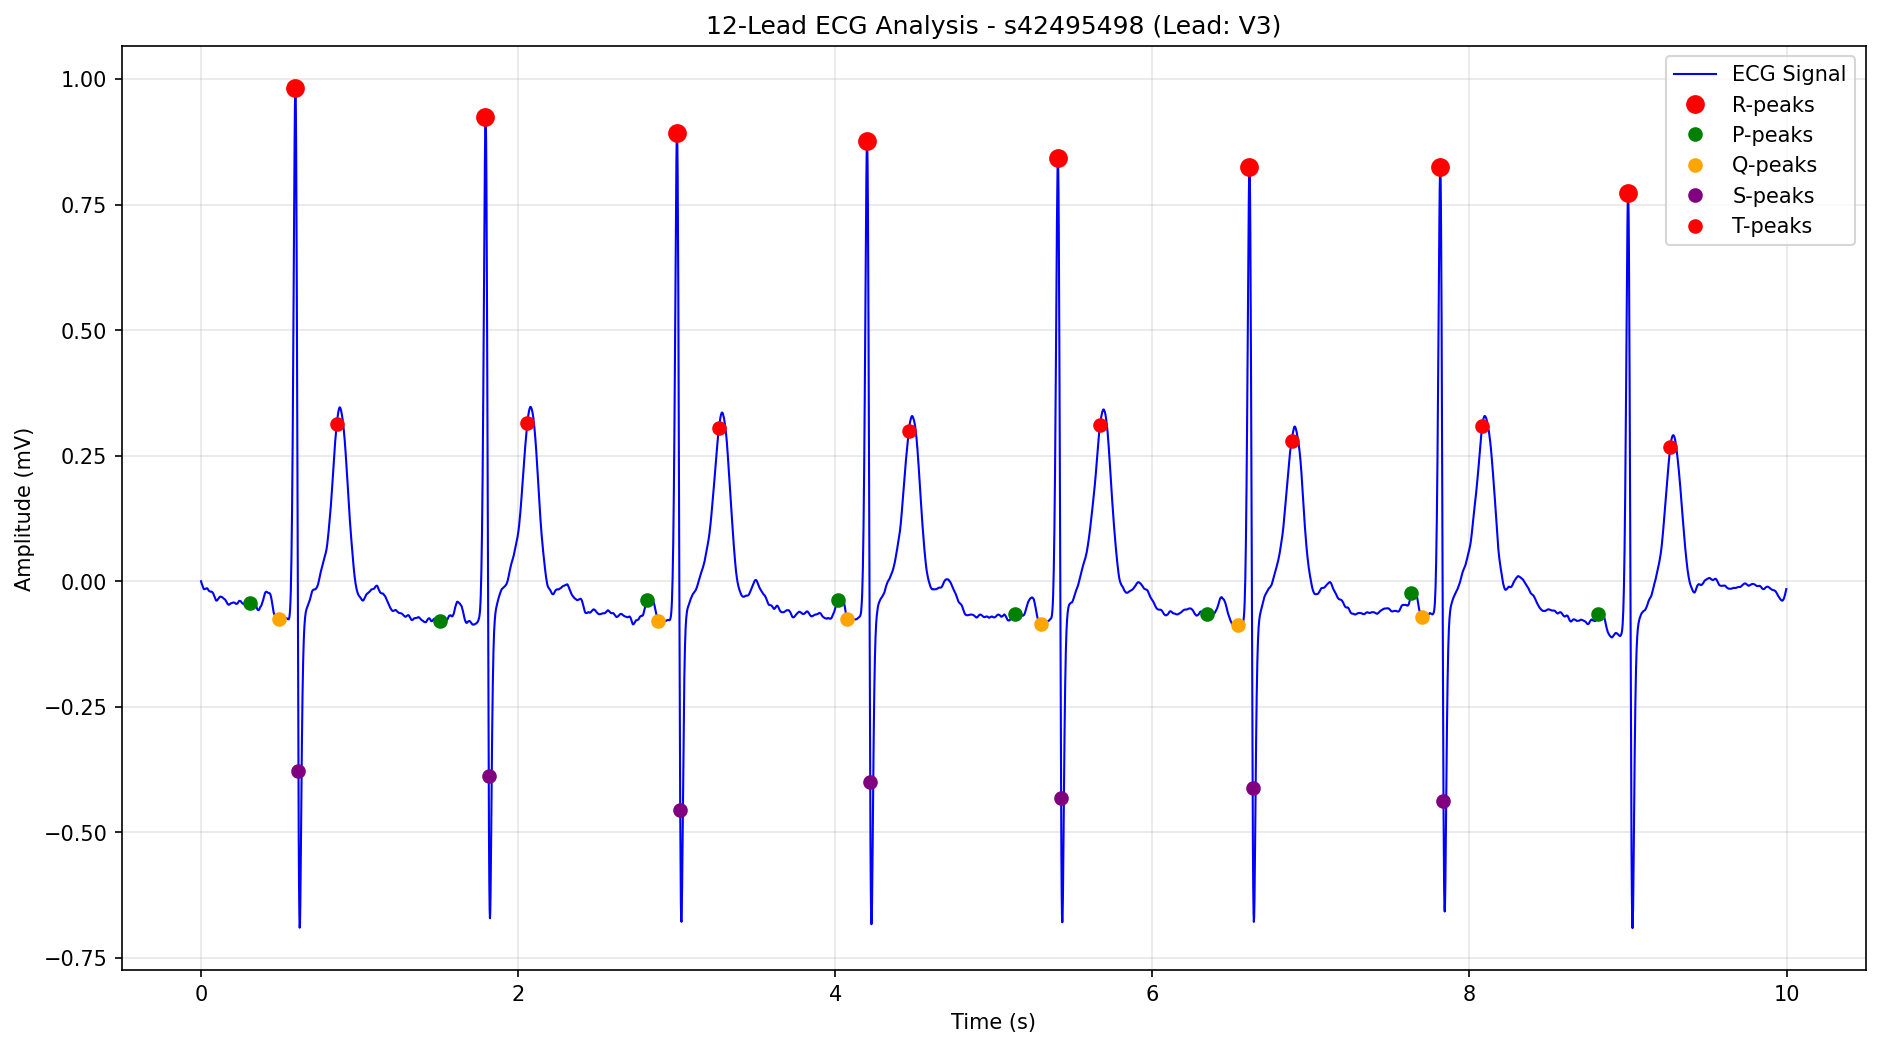 12-Lead ECG Analysis - s42495498 (Lead: V3)
ECG Signal
R-peaks
P-peaks
Q-peaks
S-peaks
T-peaks
Amplitude (mV)
1.00
0.75
0.50
0.25
0.00
−0.25
−0.50
−0.75
0 2 4 6 8 10
Time (s)